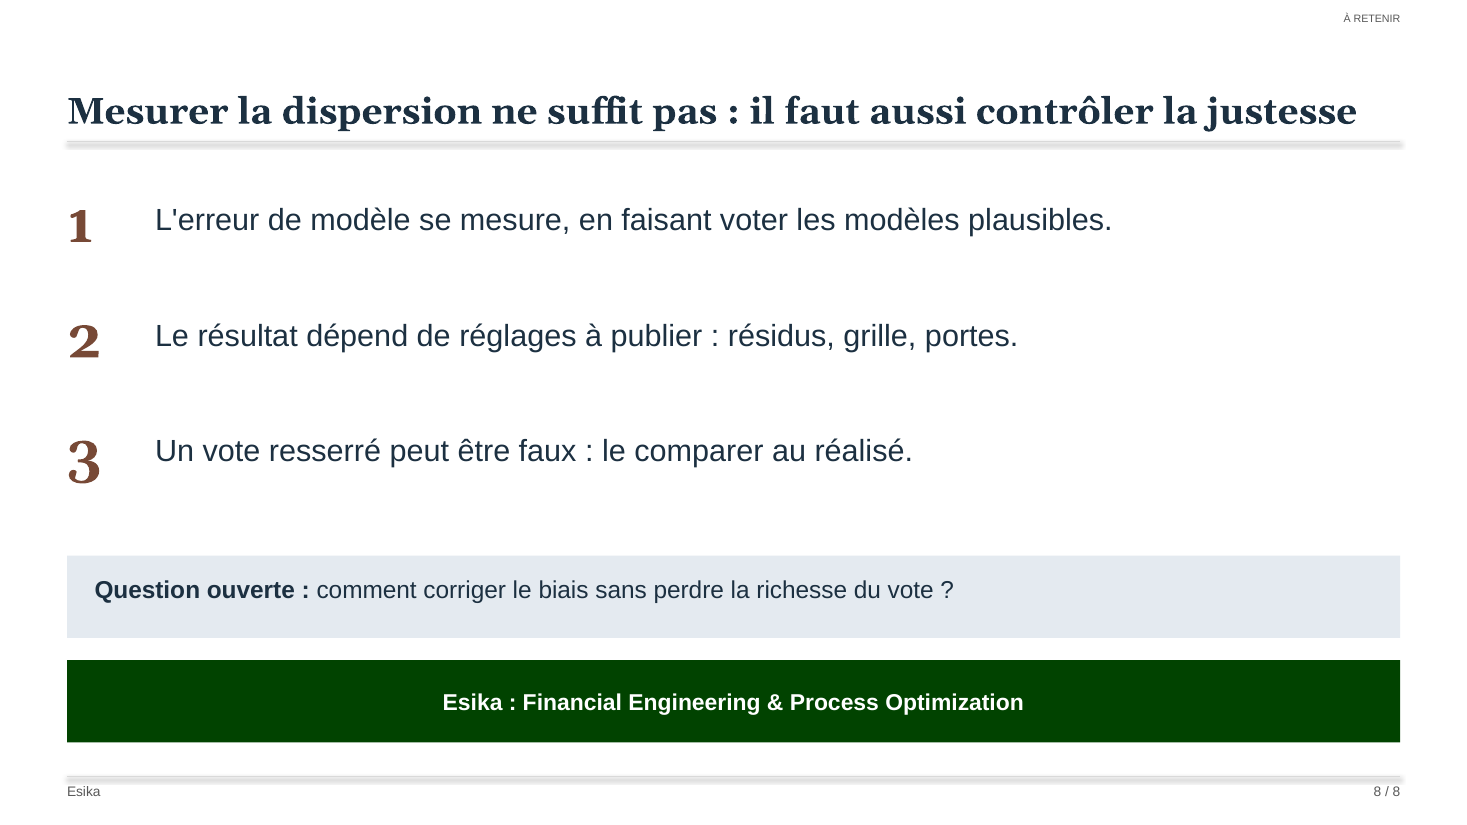 À RETENIR
Mesurer la dispersion ne suffit pas : il faut aussi contrôler la justesse
1
L'erreur de modèle se mesure, en faisant voter les modèles plausibles.
2
Le résultat dépend de réglages à publier : résidus, grille, portes.
3
Un vote resserré peut être faux : le comparer au réalisé.
Question ouverte : comment corriger le biais sans perdre la richesse du vote ?
Esika : Financial Engineering & Process Optimization
Esika
8 / 8